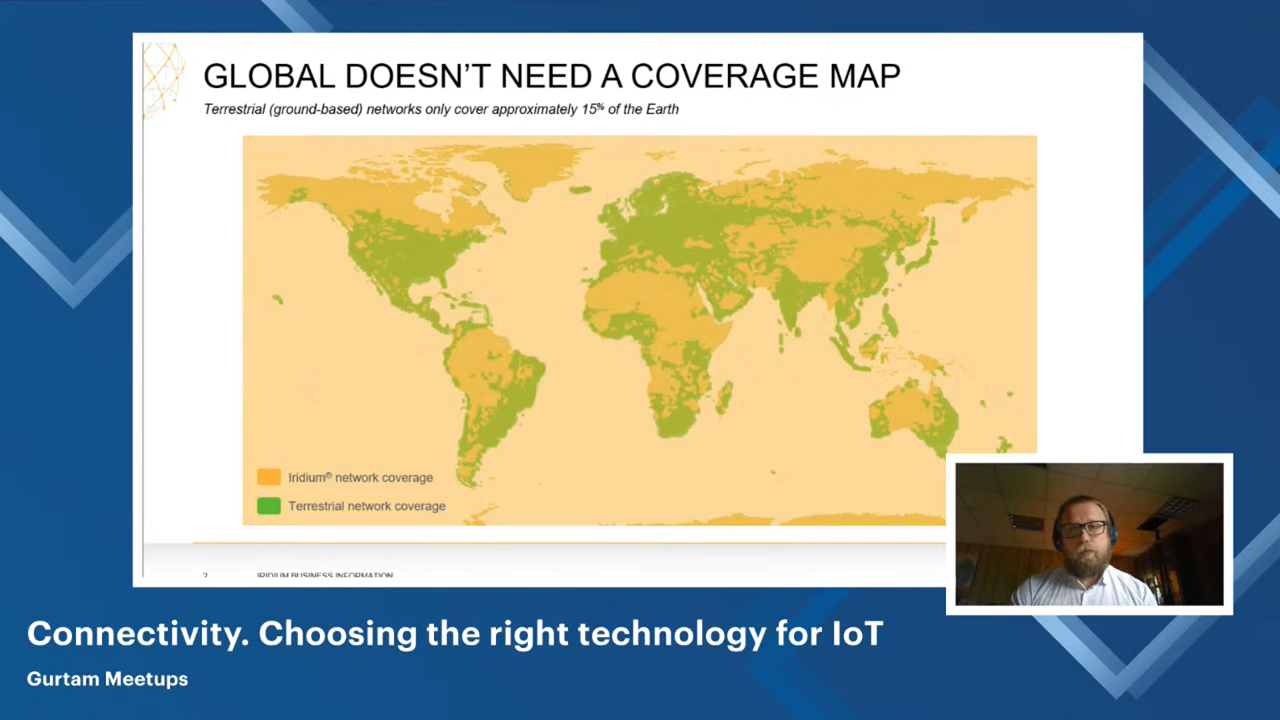 GLOBAL DOESN'T NEED A COVERAGE MAP
Terrestrial (ground-based) networks only cover approximately 15% of the Earth
Iridium® network coverage
Terrestrial network coverage
2 IRIDIUM BUSINESS INFORMATION
Connectivity. Choosing the right technology for IoT
Gurtam Meetups